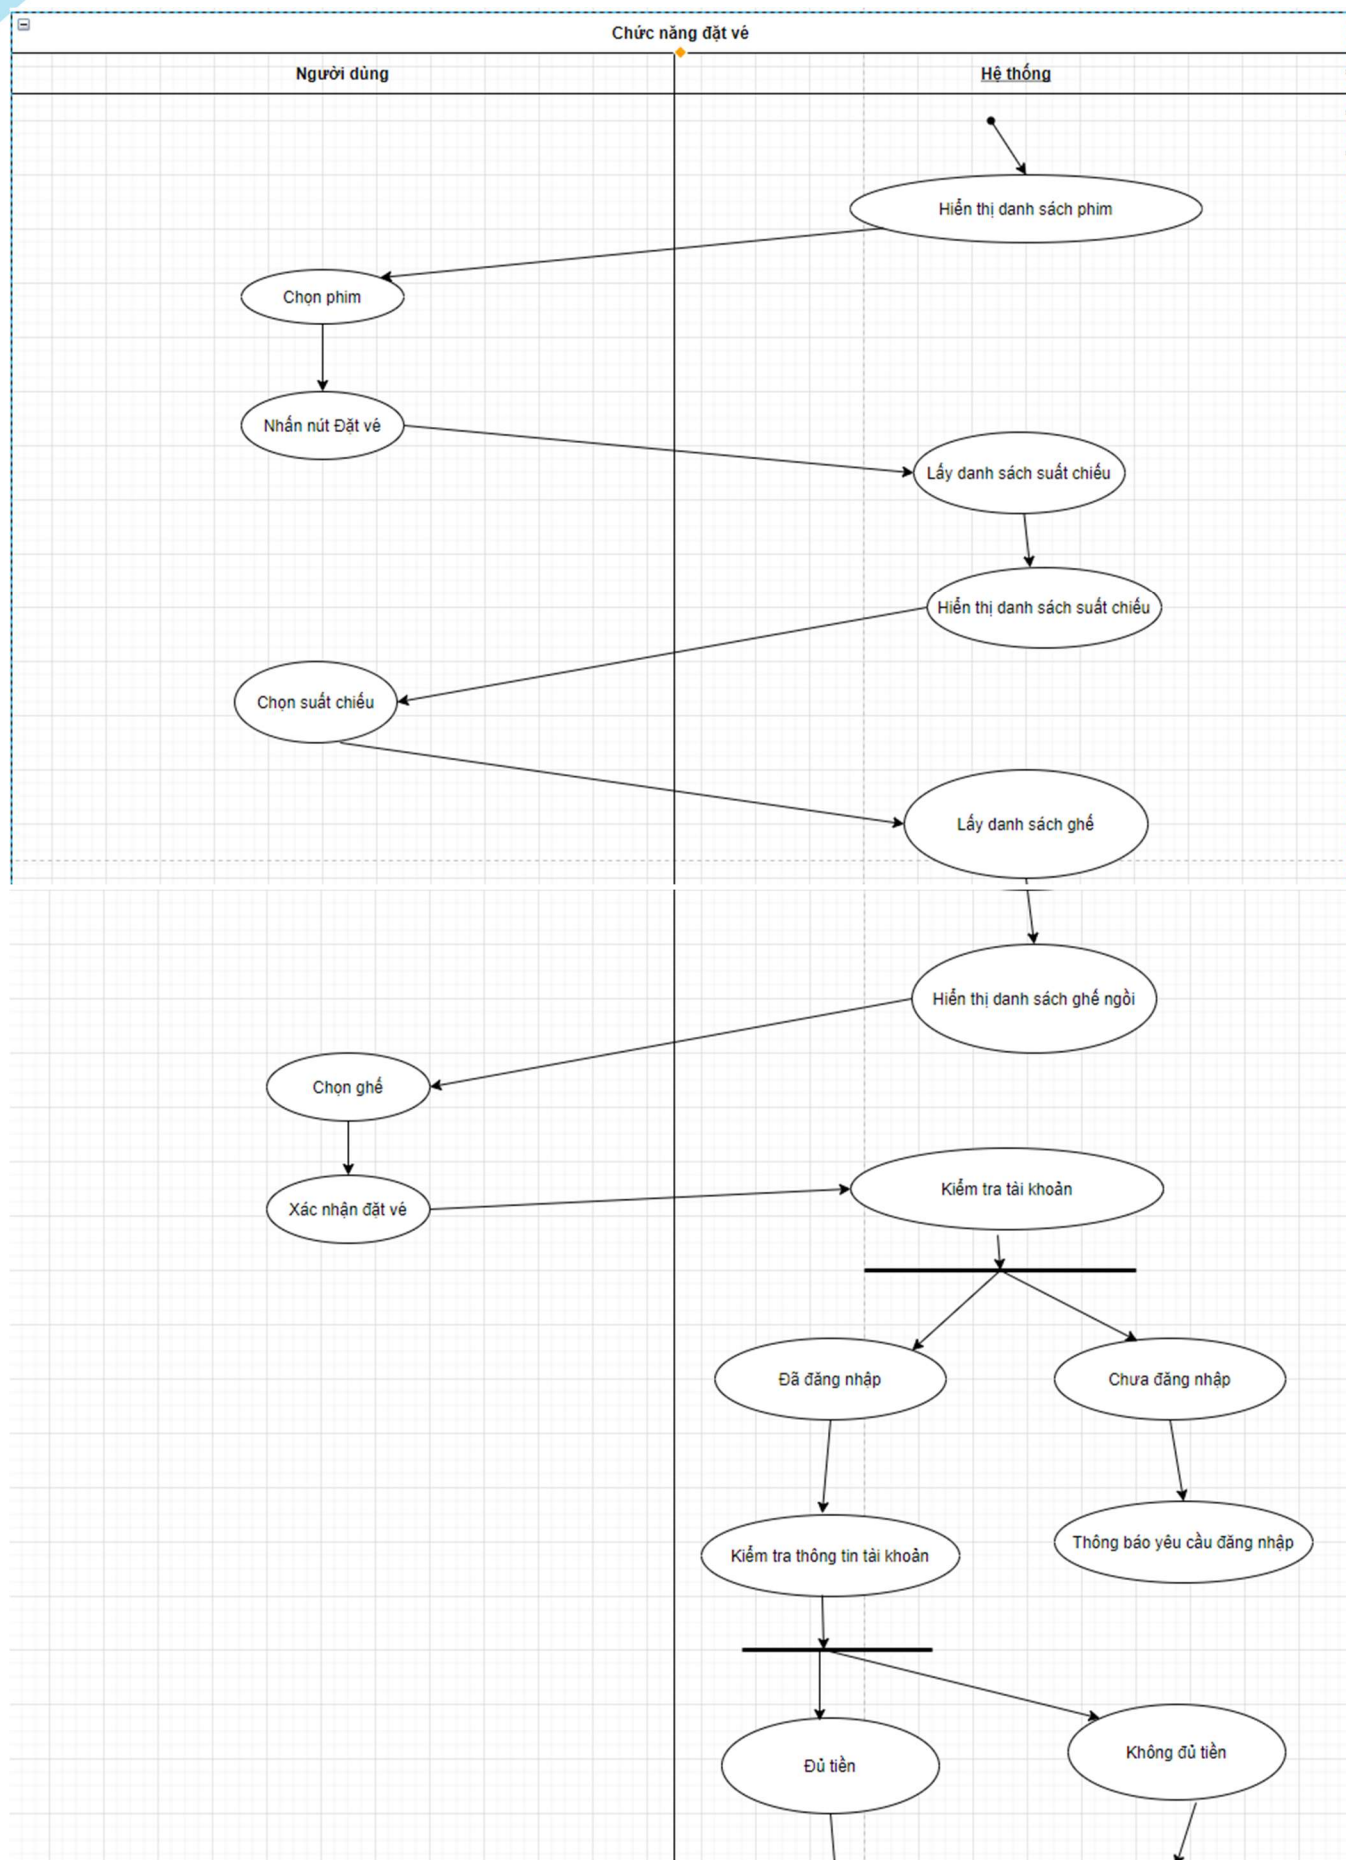 Chức năng đặt vé
Người dùng
Hệ thống
Hiển thị danh sách phim
Chọn phim
Nhấn nút Đặt vé
Lấy danh sách suất chiếu
Hiển thị danh sách suất chiếu
Chọn suất chiếu
Lấy danh sách ghế
Hiển thị danh sách ghế ngồi
Chọn ghế
Xác nhận đặt vé
Kiểm tra tài khoản
Đã đăng nhập
Chưa đăng nhập
Kiểm tra thông tin tài khoản
Thông báo yêu cầu đăng nhập
Đủ tiền
Không đủ tiền